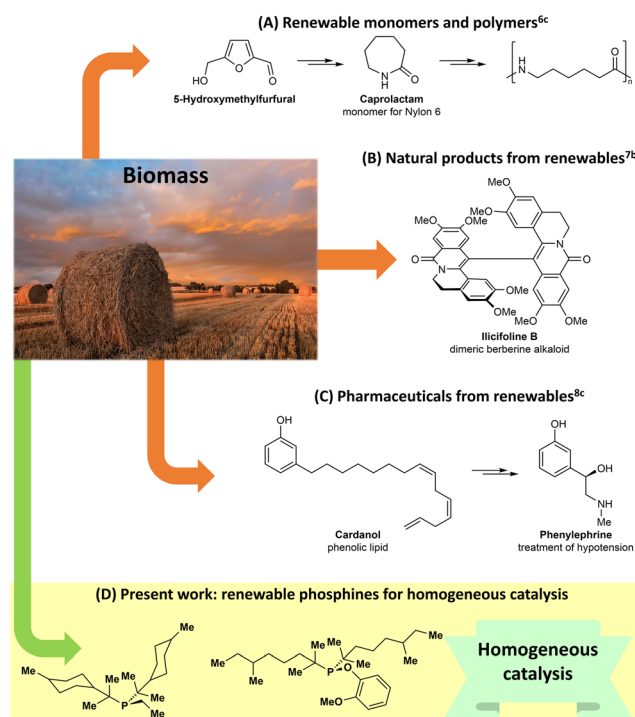 (A) Renewable monomers and polymers6c
O
HO
O
O
N
H
H
N
O
n
5-Hydroxymethylfurfural
Caprolactam
monomer for Nylon 6
Biomass
(B) Natural products from renewables7b
MeO
MeO
MeO
OMe
O
N
N
O
OMe
OMe
MeO
OMe
Ilicifoline B
dimeric berberine alkaloid
(C) Pharmaceuticals from renewables8c
OH
OH
OH
NH
Me
Cardanol
phenolic lipid
Phenylephrine
treatment of hypotension
(D) Present work: renewable phosphines for homogeneous catalysis
Me
Me
Me
Me
Me
P
Me
Me
Me
Me
Me
Me
Me
Me
P
O
Me
Me
MeO
Homogeneous
catalysis